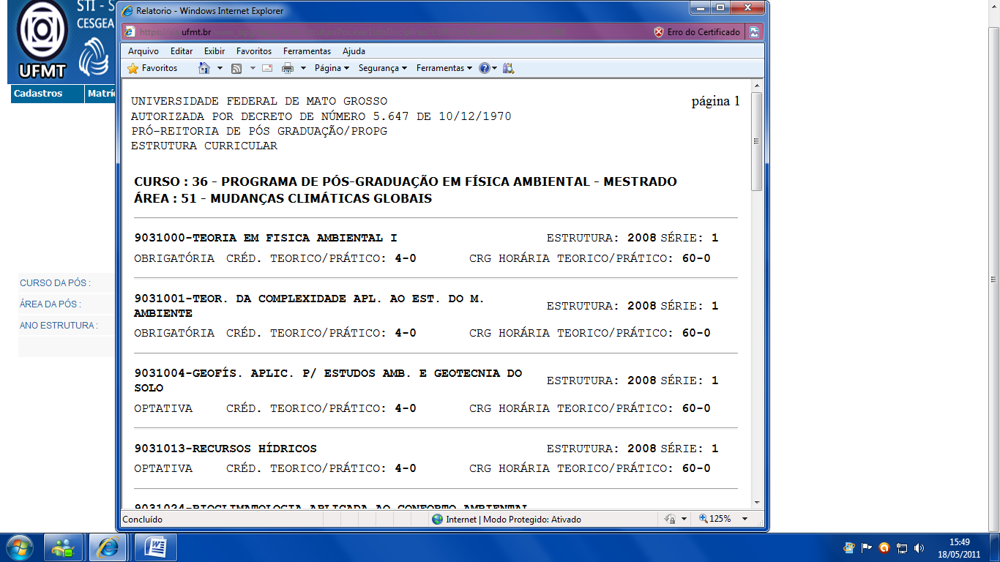 STI - S
CESGEA
UFMT
Cadastros
Matríc
CURSO DA PÓS :
ÁREA DA PÓS :
ANO ESTRUTURA :
Relatorio - Windows Internet Explorer
ufmt.br
Erro do Certificado
Arquivo Editar Exibir Favoritos Ferramentas Ajuda
Favoritos Página Segurança Ferramentas
página 1
UNIVERSIDADE FEDERAL DE MATO GROSSO
AUTORIZADA POR DECRETO DE NÚMERO 5.647 DE 10/12/1970
PRÓ-REITORIA DE PÓS GRADUAÇÃO/PROPG
ESTRUTURA CURRICULAR
CURSO : 36 - PROGRAMA DE PÓS-GRADUAÇÃO EM FÍSICA AMBIENTAL - MESTRADO
ÁREA : 51 - MUDANÇAS CLIMÁTICAS GLOBAIS
9031000-TEORIA EM FISICA AMBIENTAL I ESTRUTURA: 2008 SÉRIE: 1
OBRIGATÓRIA CRÉD. TEORICO/PRÁTICO: 4-0 CRG HORÁRIA TEORICO/PRÁTICO: 60-0
9031001-TEOR. DA COMPLEXIDADE APL. AO EST. DO M.
AMBIENTE ESTRUTURA: 2008 SÉRIE: 1
OBRIGATÓRIA CRÉD. TEORICO/PRÁTICO: 4-0 CRG HORÁRIA TEORICO/PRÁTICO: 60-0
9031004-GEOFÍS. APLIC. P/ ESTUDOS AMB. E GEOTECNIA DO
SOLO ESTRUTURA: 2008 SÉRIE: 1
OPTATIVA CRÉD. TEORICO/PRÁTICO: 4-0 CRG HORÁRIA TEORICO/PRÁTICO: 60-0
9031013-RECURSOS HÍDRICOS ESTRUTURA: 2008 SÉRIE: 1
OPTATIVA CRÉD. TEORICO/PRÁTICO: 4-0 CRG HORÁRIA TEORICO/PRÁTICO: 60-0
9031024-BIOCLIMATOLOGIA APLICADA AO CONFORTO AMBIENTAL
Concluído Internet | Modo Protegido: Ativado 125%
15:49
18/05/2011